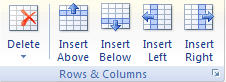 Delete Insert Insert Insert Insert
Above Below Left Right
Rows & Columns